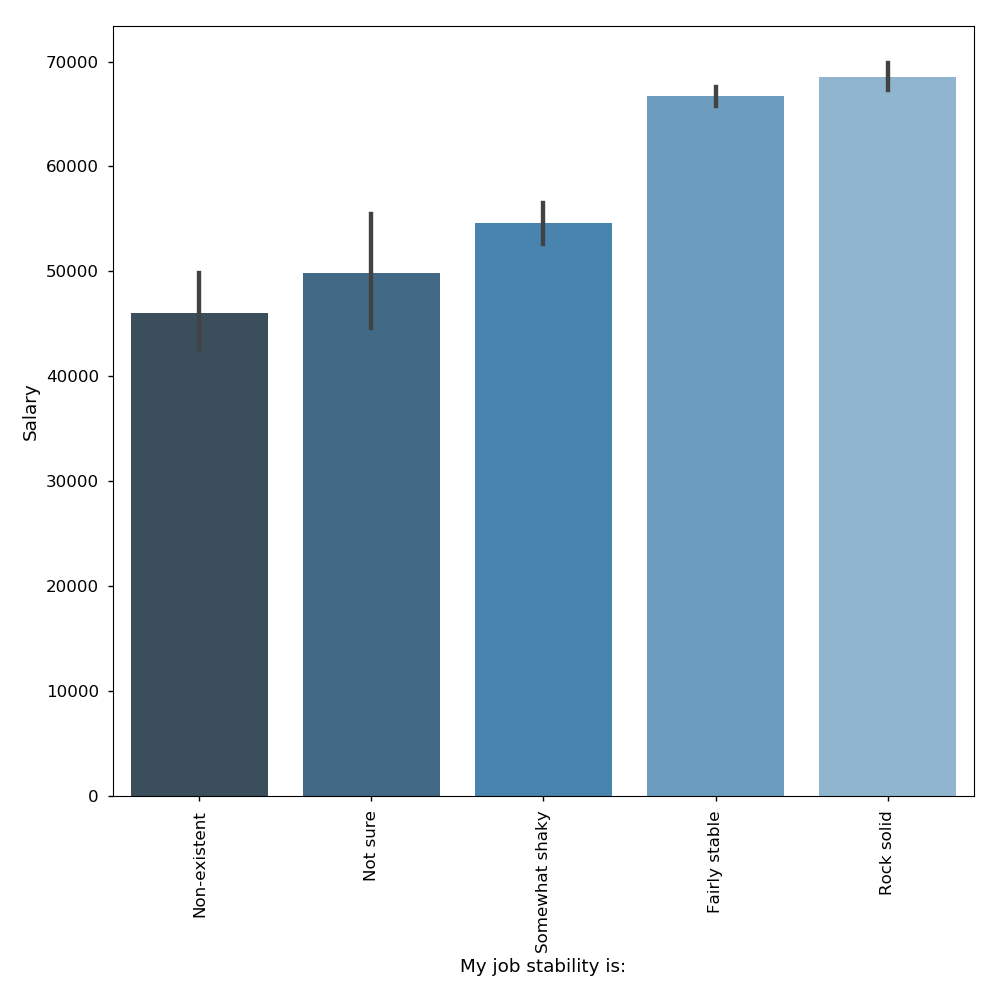 70000
60000
50000
40000
30000
20000
10000
0
Salary
Non-existent
Not sure
Somewhat shaky
Fairly stable
Rock solid
My job stability is: